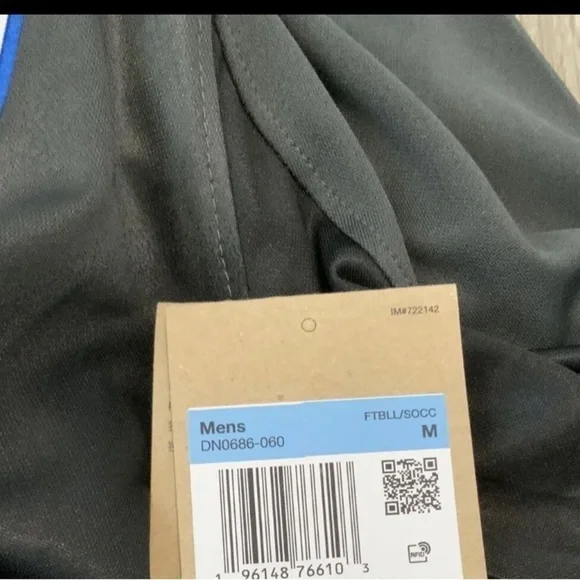 IM#722142
Mens FTBLL/SOCC
DN0686-060 M
RFID
1 96148 76610 3